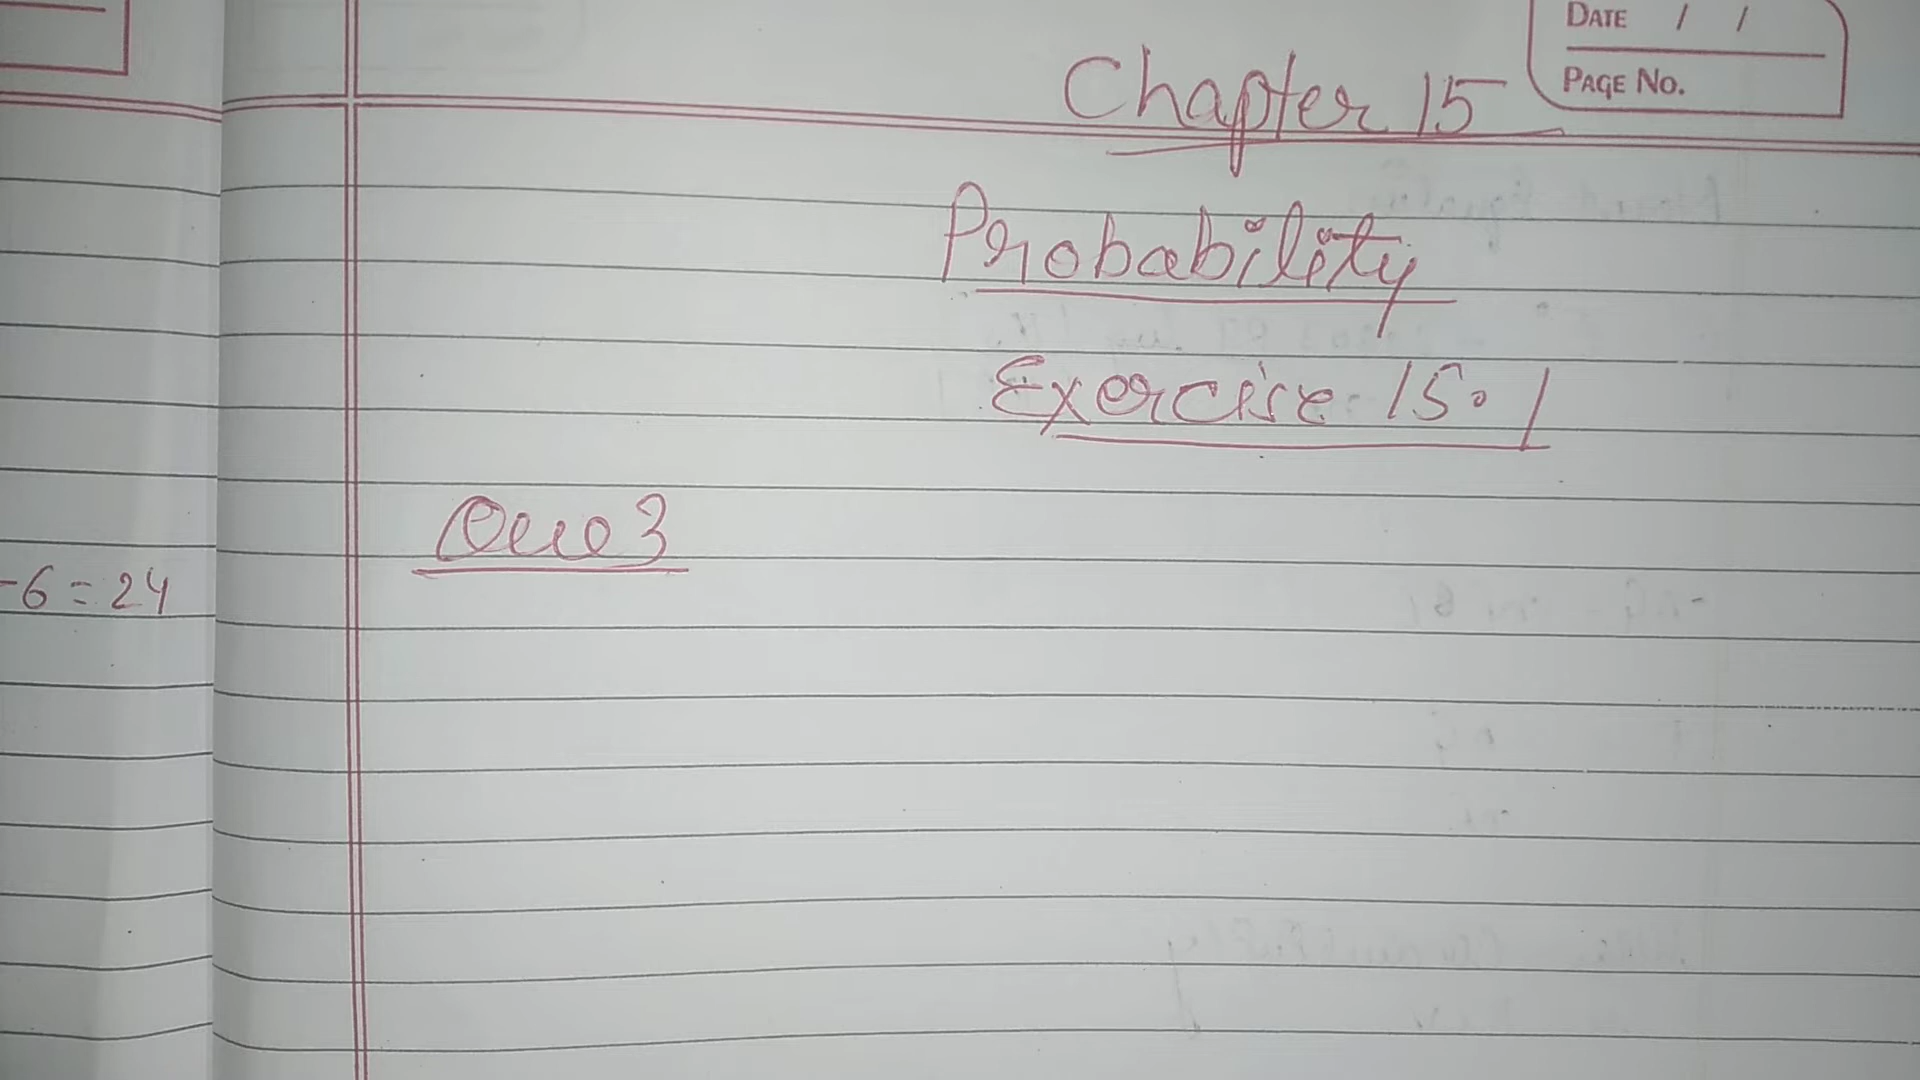 DATE / /
PAGE NO.
Chapter 15
Probability
Exercise 15.1
Que 3
-6 = 24